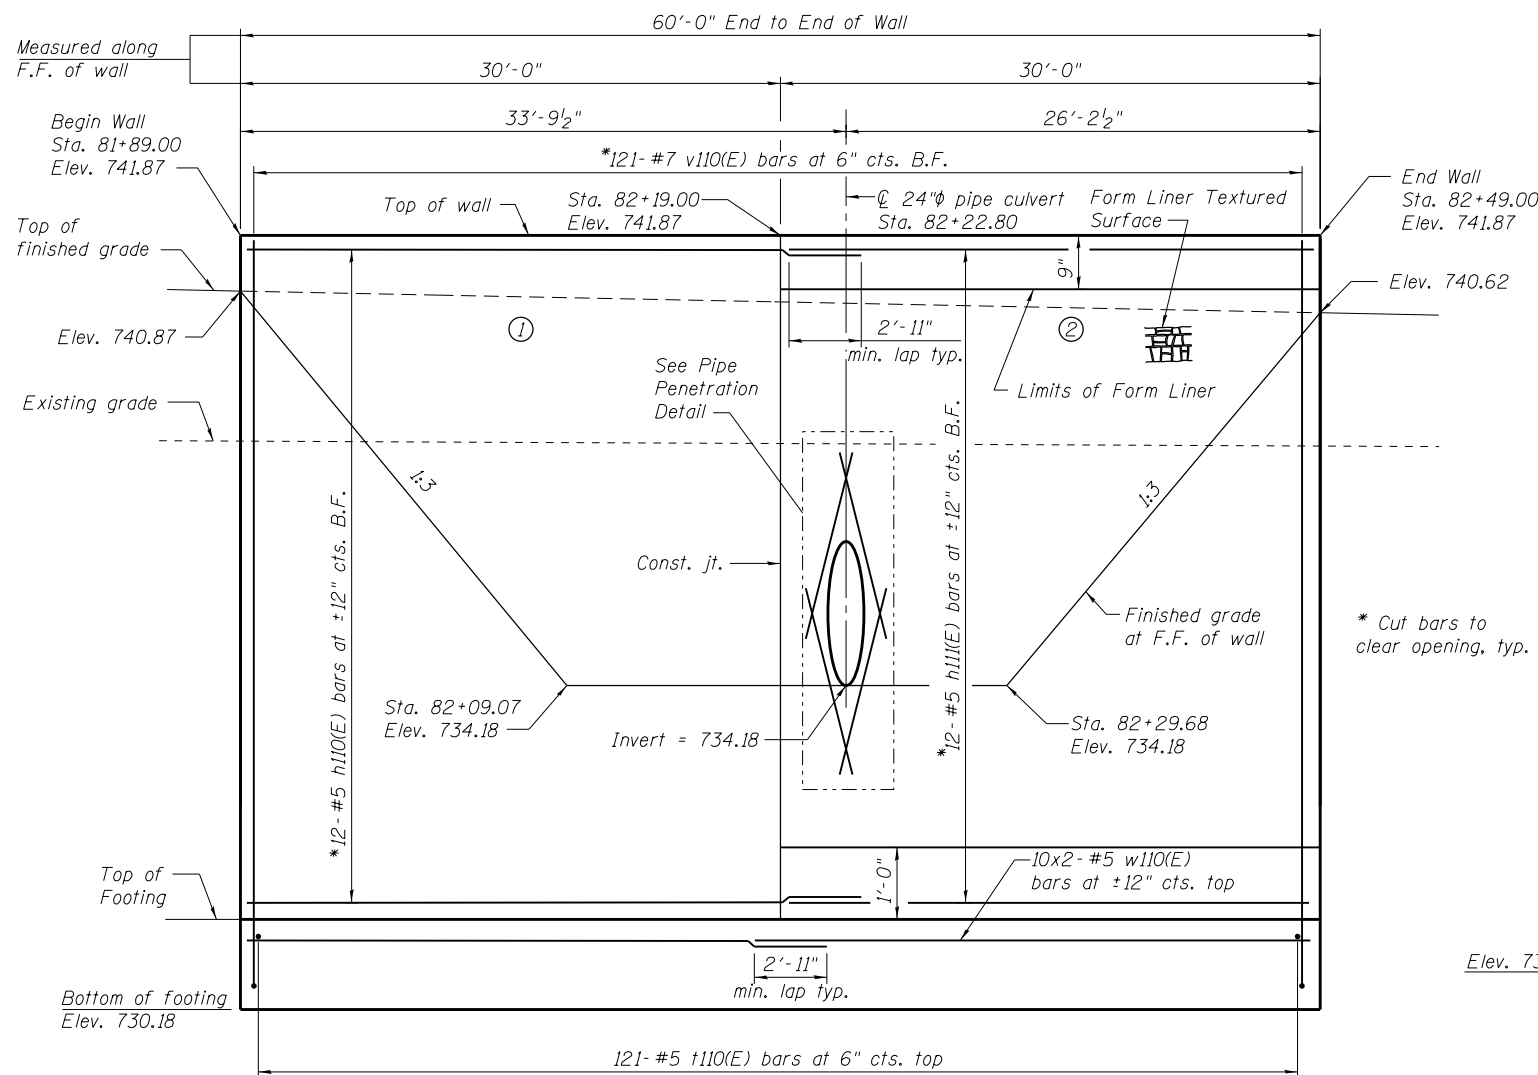 60'-0" End to End of Wall
Measured along
F.F. of wall
30'-0"
30'-0"
33'-9½"
26'-2½"
Begin Wall
Sta. 81+89.00
Elev. 741.87
*121-#7 v110(E) bars at 6" cts. B.F.
End Wall
Sta. 82+49.00
Elev. 741.87
Top of wall
Sta. 82+19.00
Elev. 741.87
℄ 24"ϕ pipe culvert
Sta. 82+22.80
Form Liner Textured
Surface
Top of
finished grade
9"
Elev. 740.62
Elev. 740.87
1
2
2'-11"
min. lap typ.
See Pipe
Penetration
Detail
Limits of Form Liner
Existing grade
1:3
1:3
*12-#5 h110(E) bars at ±12" cts. B.F.
*12-#5 h111(E) bars at ±12" cts. B.F.
Const. jt.
Finished grade
at F.F. of wall
* Cut bars to
clear opening, typ.
Sta. 82+09.07
Elev. 734.18
Invert = 734.18
Sta. 82+29.68
Elev. 734.18
Top of
Footing
1'-0"
10x2-#5 w110(E)
bars at ±12" cts. top
2'-11"
min. lap typ.
Elev. 73
Bottom of footing
Elev. 730.18
121-#5 t110(E) bars at 6" cts. top